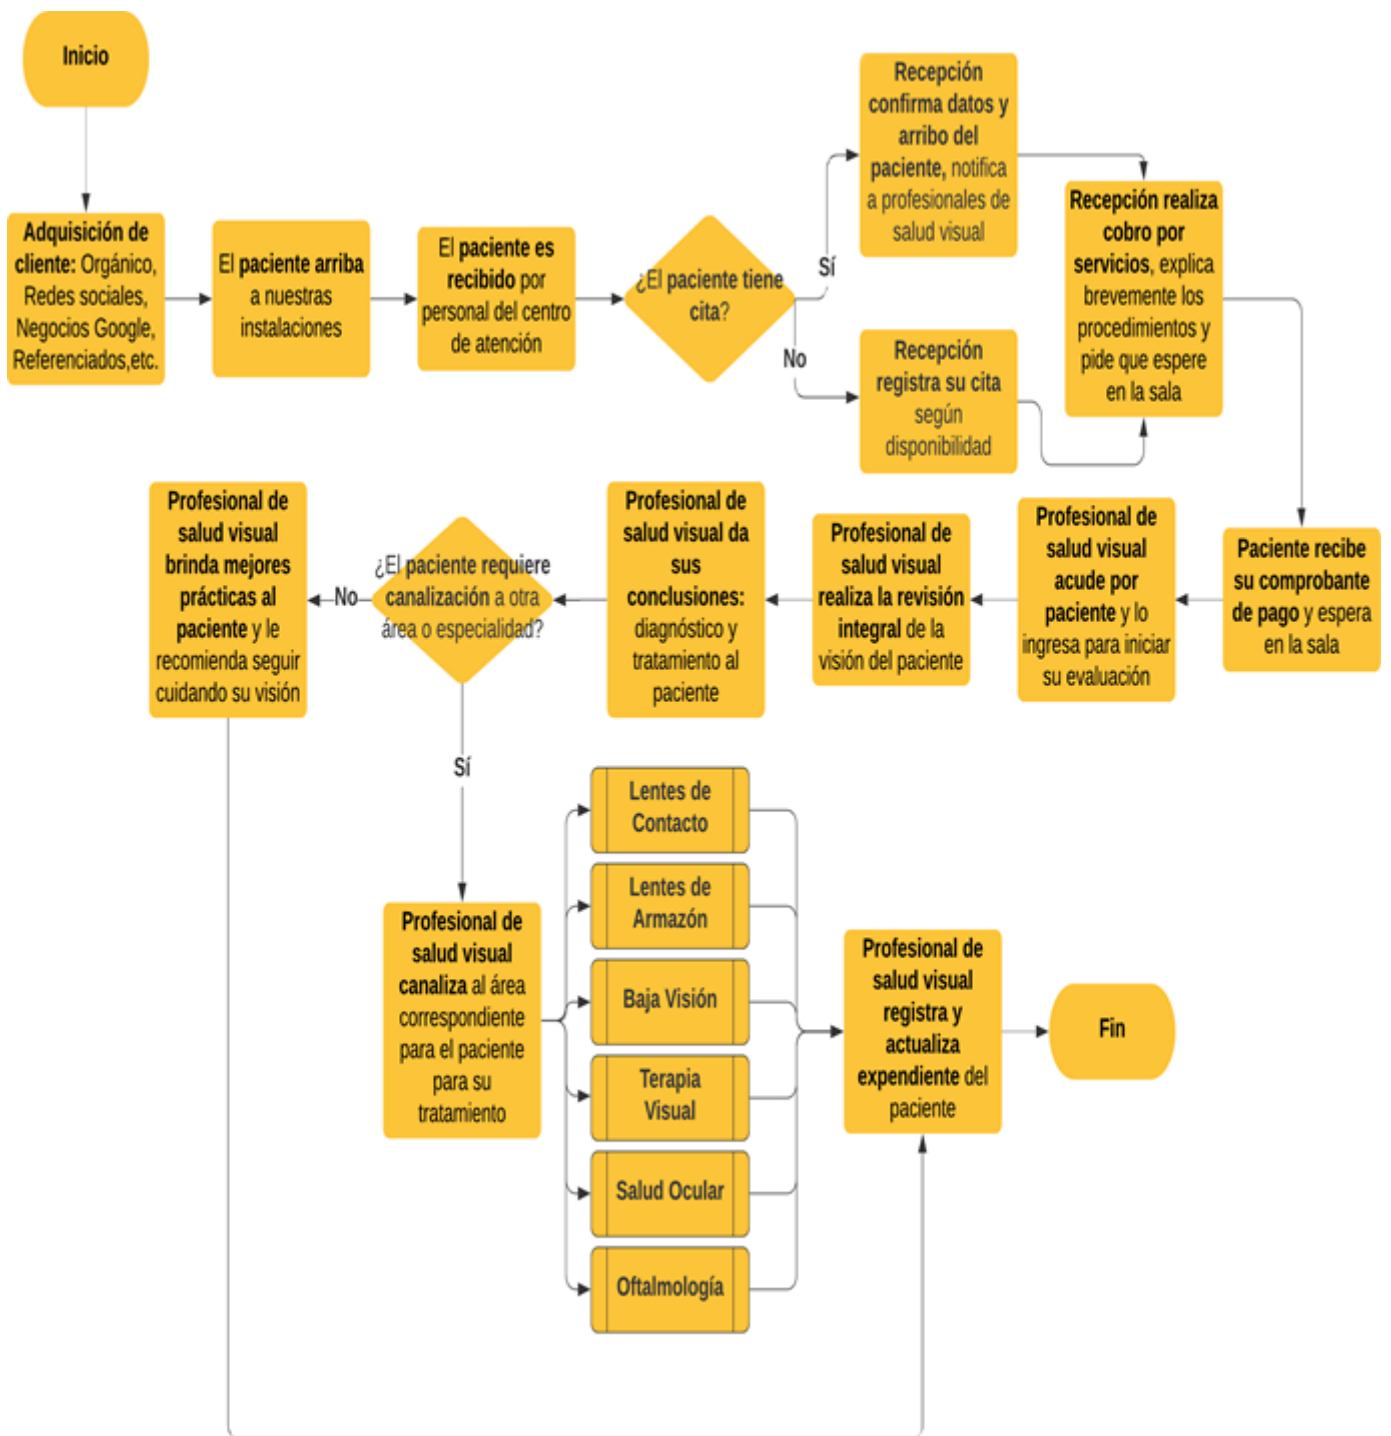 Inicio
Adquisición de
cliente: Orgánico,
Redes sociales,
Negocios Google,
Referenciados,etc.
El paciente arriba
a nuestras
instalaciones
El paciente es
recibido por
personal del centro
de atención
¿El paciente tiene
cita?
Sí
No
Recepción
confirma datos y
arribo del
paciente, notifica
a profesionales de
salud visual
Recepción
registra su cita
según
disponibilidad
Recepción realiza
cobro por
servicios, explica
brevemente los
procedimientos y
pide que espere
en la sala
Paciente recibe
su comprobante
de pago y espera
en la sala
Profesional de
salud visual
acude por
paciente y lo
ingresa para iniciar
su evaluación
Profesional de
salud visual
realiza la revisión
integral de la
visión del paciente
Profesional de
salud visual da
sus
conclusiones:
diagnóstico y
tratamiento al
paciente
¿El paciente requiere
canalización a otra
área o especialidad?
No
Profesional de
salud visual
brinda mejores
prácticas al
paciente y le
recomienda seguir
cuidando su visión
Sí
Profesional de
salud visual
canaliza al área
correspondiente
para el paciente
para su
tratamiento
Lentes de
Contacto
Lentes de
Armazón
Baja Visión
Terapia
Visual
Salud Ocular
Oftalmología
Profesional de
salud visual
registra y
actualiza
expendiente del
paciente
Fin